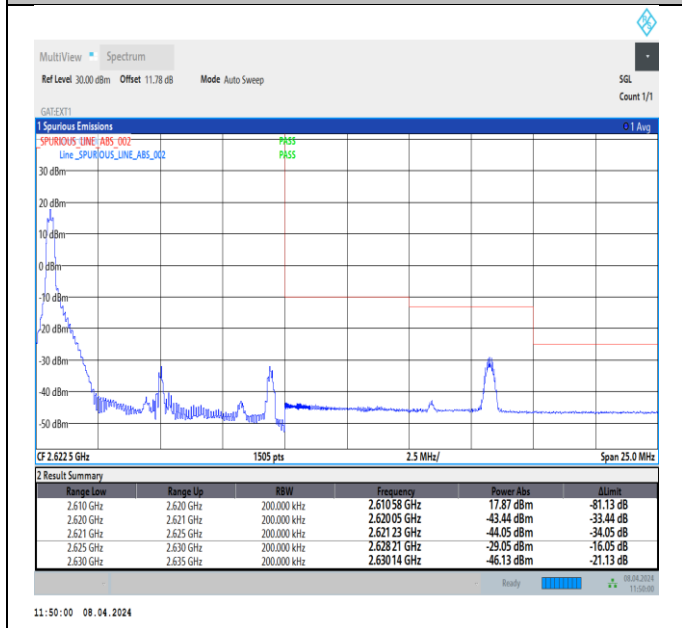 MultiView Spectrum
Ref Level 30.00 dBm Offset 11.78 dB Mode Auto Sweep SGL
Count 1/1
GAT:EXT1
1 Spurious Emissions 1 Avg
_SPURIOUS_LINE_ABS_002 PASS
Line _SPURIOUS_LINE_ABS_002 PASS
30 dBm
20 dBm
10 dBm
0 dBm
-10 dBm
-20 dBm
-30 dBm
-40 dBm
-50 dBm
CF 2.622 5 GHz 1505 pts 2.5 MHz/ Span 25.0 MHz
2 Result Summary
Range Low Range Up RBW Frequency Power Abs ΔLimit
2.610 GHz 2.620 GHz 200.000 kHz 2.610 58 GHz 17.87 dBm -81.13 dB
2.620 GHz 2.621 GHz 200.000 kHz 2.620 05 GHz -43.44 dBm -33.44 dB
2.621 GHz 2.625 GHz 200.000 kHz 2.621 23 GHz -44.05 dBm -34.05 dB
2.625 GHz 2.630 GHz 200.000 kHz 2.628 21 GHz -29.05 dBm -16.05 dB
2.630 GHz 2.635 GHz 200.000 kHz 2.630 14 GHz -46.13 dBm -21.13 dB
Ready 08.04.2024
11:50:00
11:50:00 08.04.2024